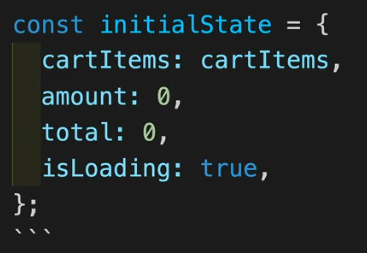 const initialState = {
  cartItems: cartItems,
  amount: 0,
  total: 0,
  isLoading: true,
};
```